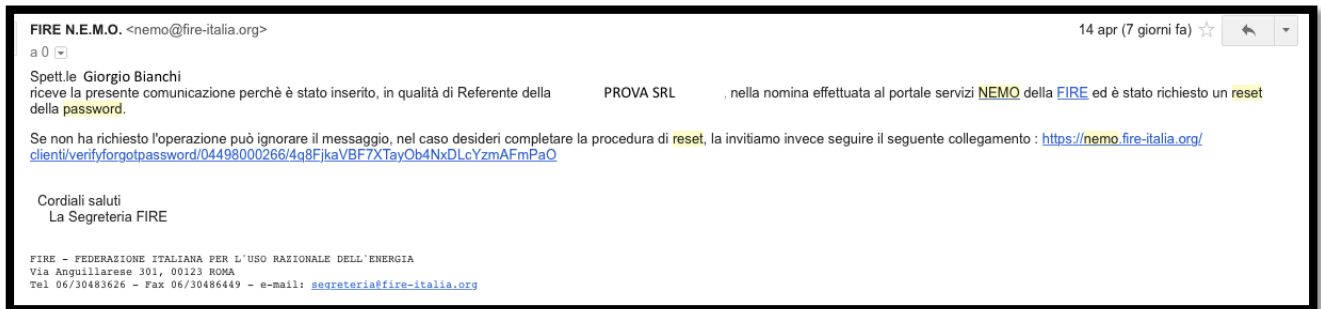 FIRE N.E.M.O. <nemo@fire-italia.org> 14 apr (7 giorni fa)
a 0
Spett.le Giorgio Bianchi
riceve la presente comunicazione perchè è stato inserito, in qualità di Referente della PROVA SRL , nella nomina effettuata al portale servizi NEMO della FIRE ed è stato richiesto un reset
della password.
Se non ha richiesto l'operazione può ignorare il messaggio, nel caso desideri completare la procedura di reset, la invitiamo invece seguire il seguente collegamento : https://nemo.fire-italia.org/
clienti/verifyforgotpassword/04498000266/4q8FjkaVBF7XTayOb4NxDLcYzmAFmPaO
Cordiali saluti
La Segreteria FIRE
FIRE - FEDERAZIONE ITALIANA PER L'USO RAZIONALE DELL'ENERGIA
Via Anguillarese 301, 00123 ROMA
Tel 06/30483626 - Fax 06/30486449 - e-mail: segreteria@fire-italia.org